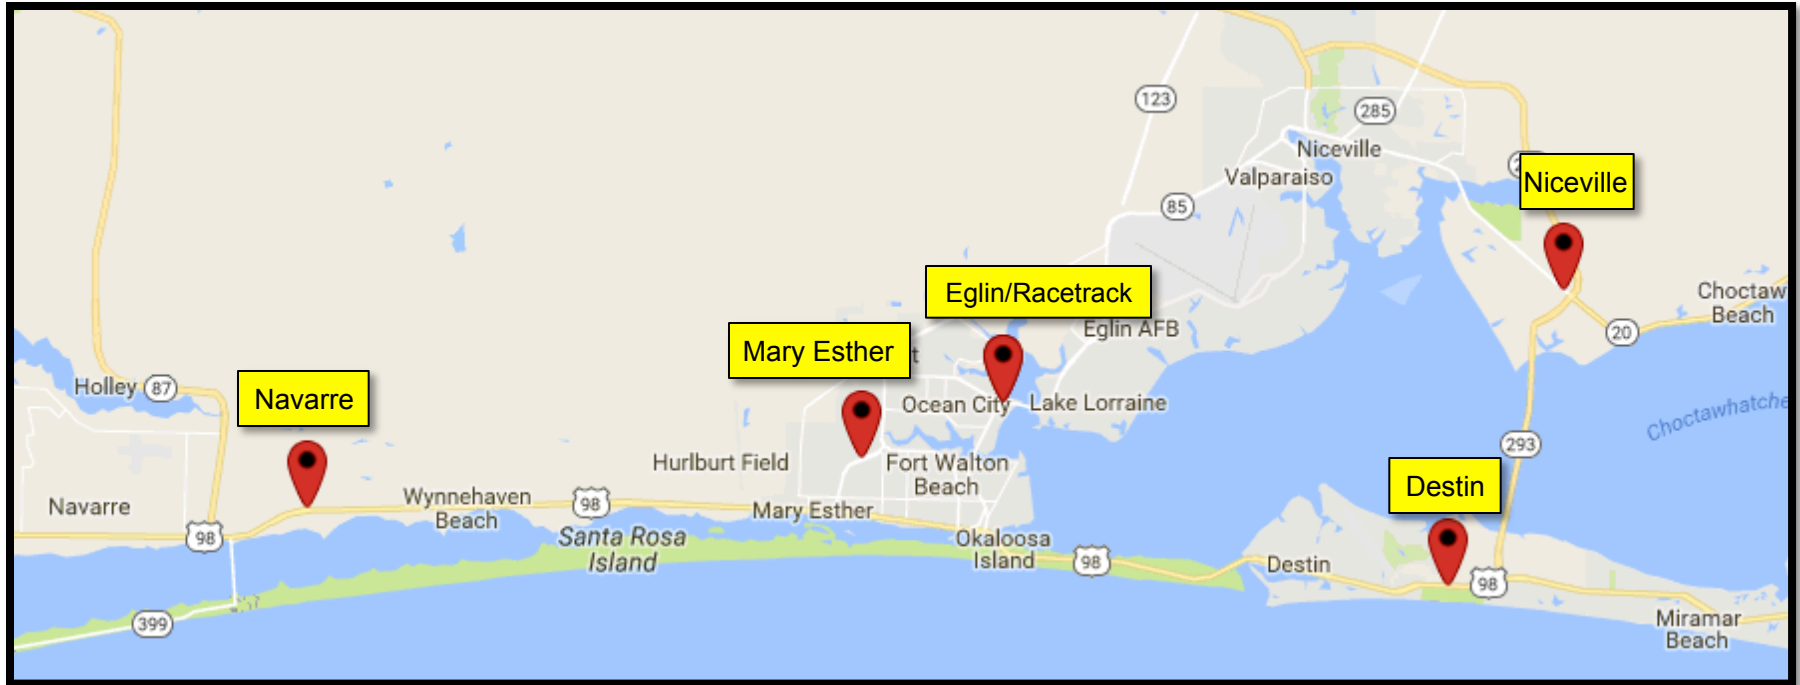 123
285
Niceville
Valparaiso
Niceville
85
Eglin/Racetrack
Choctaw
Beach
Eglin AFB
20
Mary Esther
t
Holley
87
Navarre
Ocean City
Lake Lorraine
Choctawhatche
293
Hurlburt Field
Fort Walton
Beach
Destin
Navarre
Wynnehaven
Beach
98
Mary Esther
98
Santa Rosa
Island
Okaloosa
Island
98
Destin
98
399
Miramar
Beach